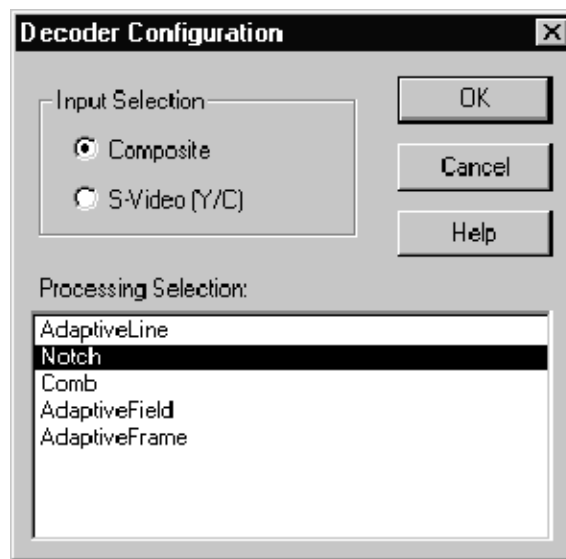 Decoder Configuration
Input Selection
Composite
S-Video (Y/C)
OK
Cancel
Help
Processing Selection:
AdaptiveLine
Notch
Comb
AdaptiveField
AdaptiveFrame